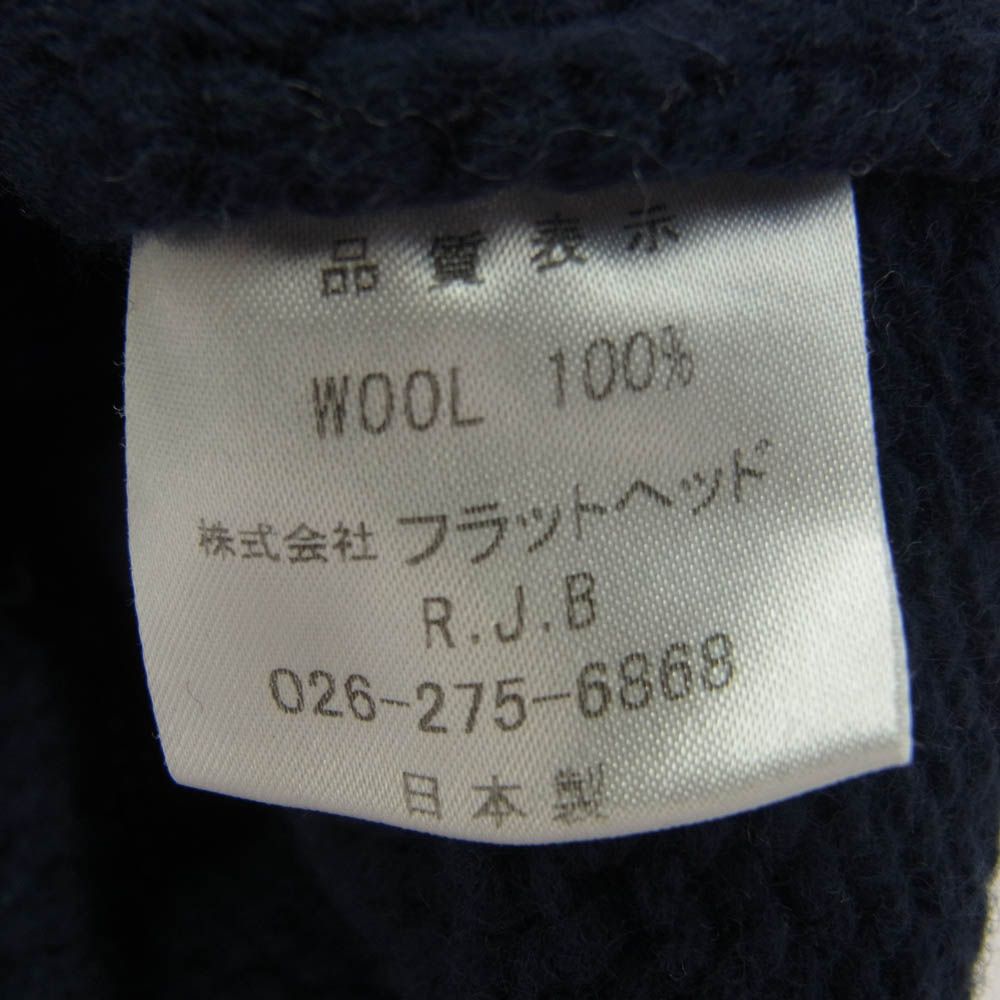 品質表示
WOOL 100%
株式会社 フラットヘッド
R.J.B
026-275-6868
日本製